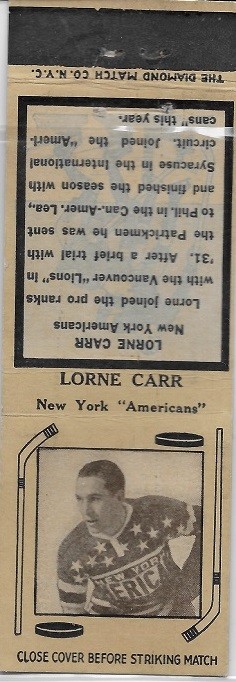 THE DIAMOND MATCH CO. N.Y.C.
LORNE CARR
New York Americans
Lorne joined the pro ranks
with the Vancouver "Lions" in
'31. After a brief trial with
the Patrickmen he was sent
to Phil in the Can.-Amer. Lea.,
and finished the season with
Syracuse in the International
circuit. Joined the "Ameri-
cans" this year.
LORNE CARR
New York "Americans"
NEW YORK
ERIC
CLOSE COVER BEFORE STRIKING MATCH